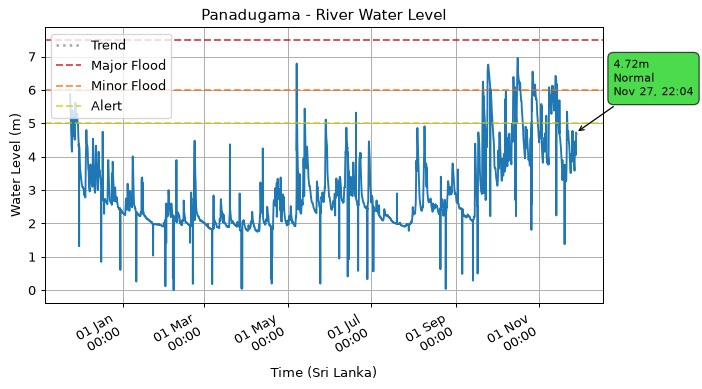 Panadugama - River Water Level
Trend
Major Flood
Minor Flood
Alert
4.72m
Normal
Nov 27, 22:04
Water Level (m)
7
6
5
4
3
2
1
0
01 Jan
00:00
01 Mar
00:00
01 May
00:00
01 Jul
00:00
01 Sep
00:00
01 Nov
00:00
Time (Sri Lanka)